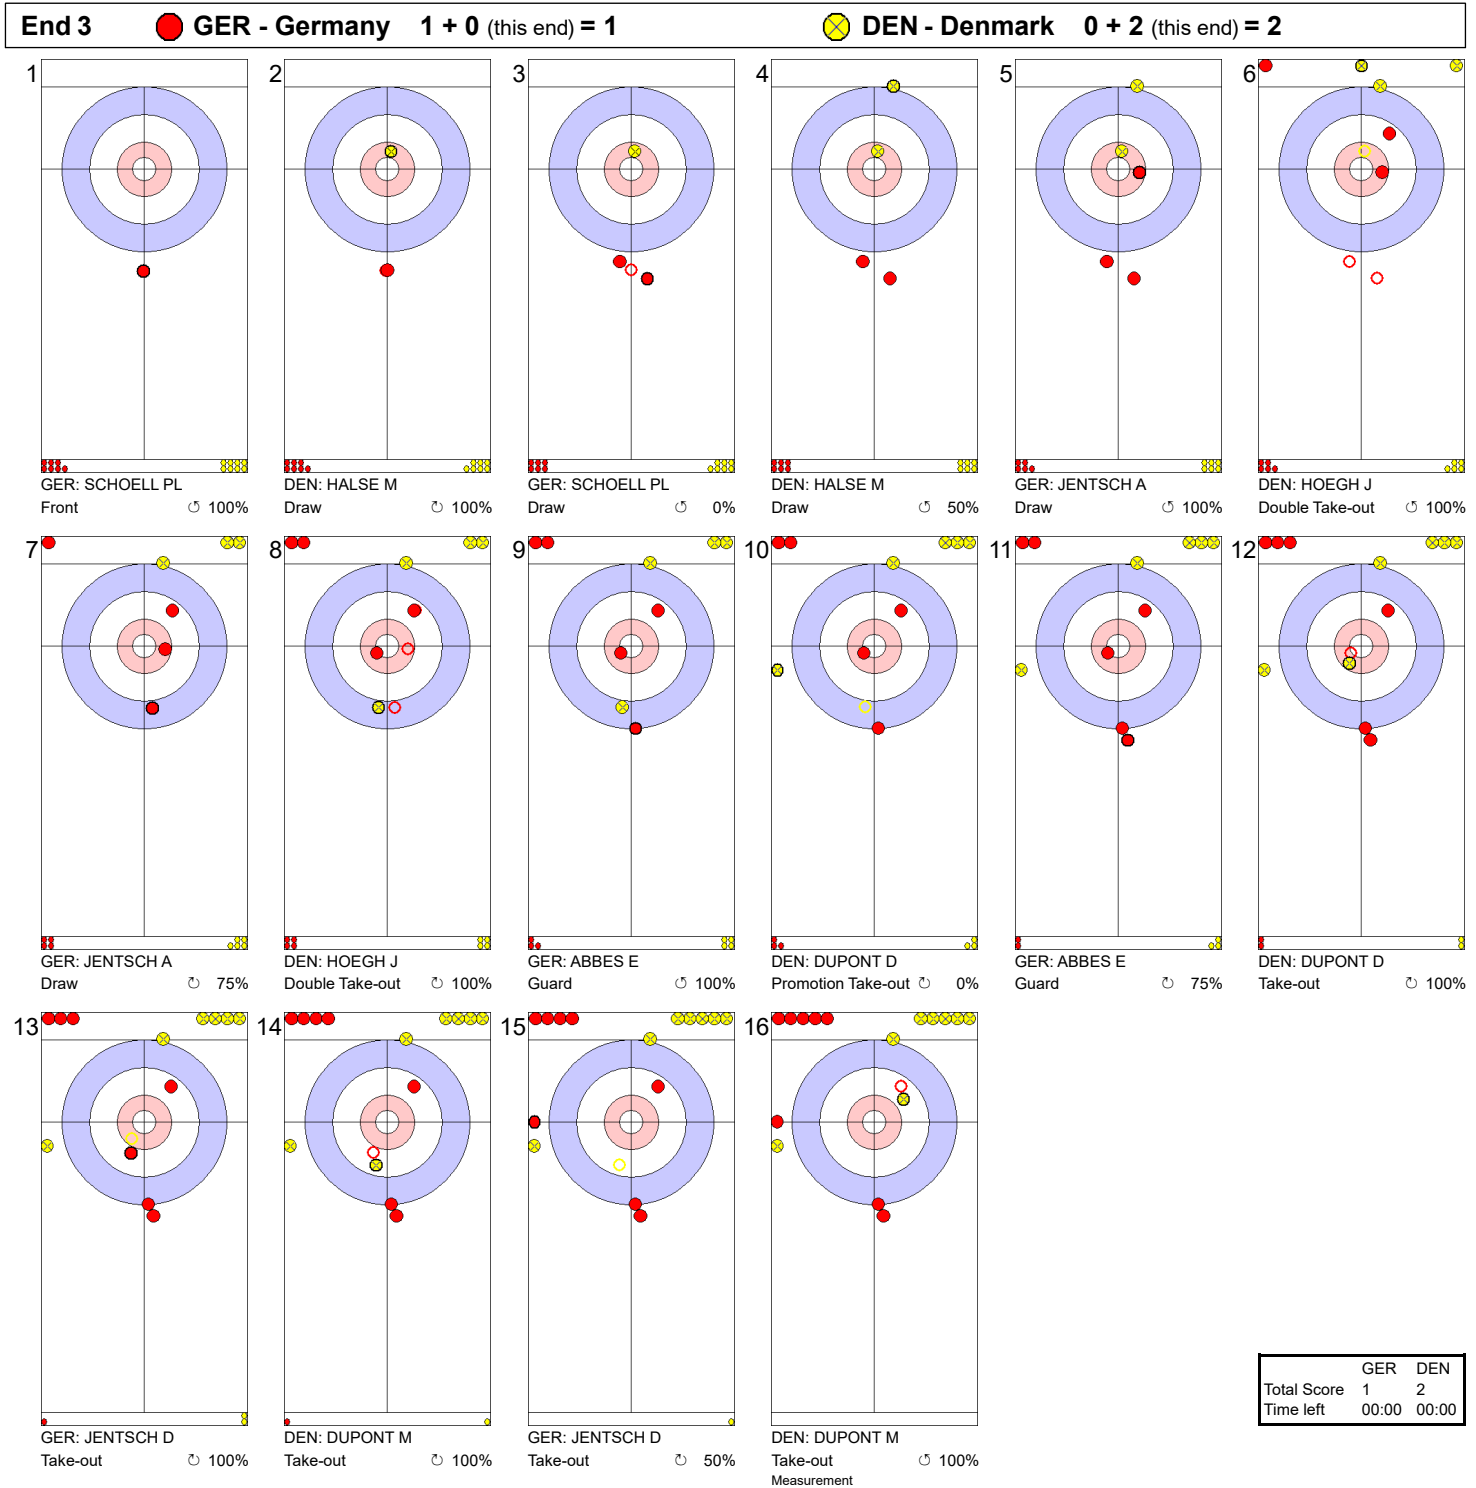 End 3 GER - Germany 1 + 0 (this end) = 1 DEN - Denmark 0 + 2 (this end) = 2
1 2 3 4 5 6
GER: SCHOELL PL DEN: HALSE M GER: SCHOELL PL DEN: HALSE M GER: JENTSCH A DEN: HOEGH J
Front ↺ 100% Draw ↻ 100% Draw ↺ 0% Draw ↺ 50% Draw ↺ 100% Double Take-out ↻ 100%
7 8 9 10 11 12
GER: JENTSCH A DEN: HOEGH J GER: ABBES E DEN: DUPONT D GER: ABBES E DEN: DUPONT D
Draw ↻ 75% Double Take-out ↻ 100% Guard ↺ 100% Promotion Take-out ↻ 0% Guard ↺ 75% Take-out ↻ 100%
13 14 15 16
GER DEN
Total Score 1 2
Time left 00:00 00:00
GER: JENTSCH D DEN: DUPONT M GER: JENTSCH D DEN: DUPONT M
Take-out ↻ 100% Take-out ↻ 100% Take-out ↺ 50% Take-out ↻ 100%
Measurement